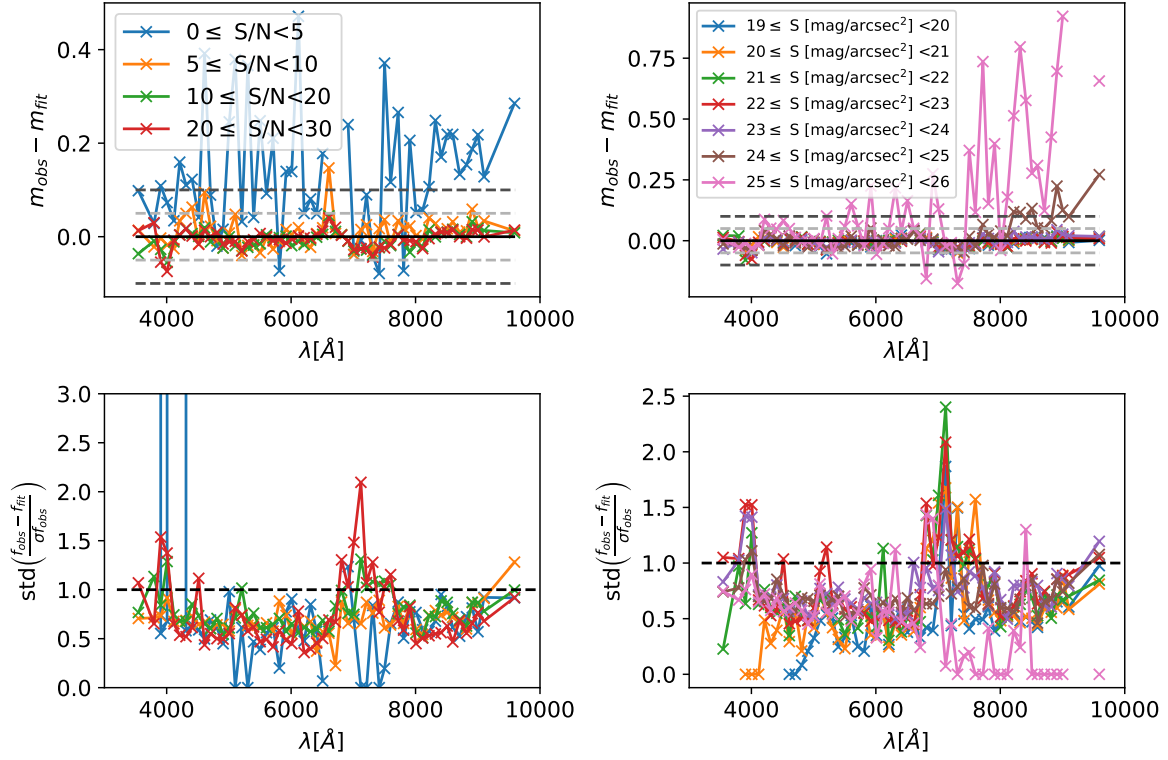 0 ≤ S/N<5
5 ≤ S/N<10
10 ≤ S/N<20
20 ≤ S/N<30
0.4
0.2
0.0
m_obs − m_fit
4000 6000 8000 10000
λ[Å]
19 ≤ S [mag/arcsec²] <20
20 ≤ S [mag/arcsec²] <21
21 ≤ S [mag/arcsec²] <22
22 ≤ S [mag/arcsec²] <23
23 ≤ S [mag/arcsec²] <24
24 ≤ S [mag/arcsec²] <25
25 ≤ S [mag/arcsec²] <26
0.75
0.50
0.25
0.00
m_obs − m_fit
4000 6000 8000 10000
λ[Å]
3.0
2.5
2.0
1.5
1.0
0.5
0.0
std(f_obs − f_fit / σf_obs)
4000 6000 8000 10000
λ[Å]
2.5
2.0
1.5
1.0
0.5
0.0
std(f_obs − f_fit / σf_obs)
4000 6000 8000 10000
λ[Å]